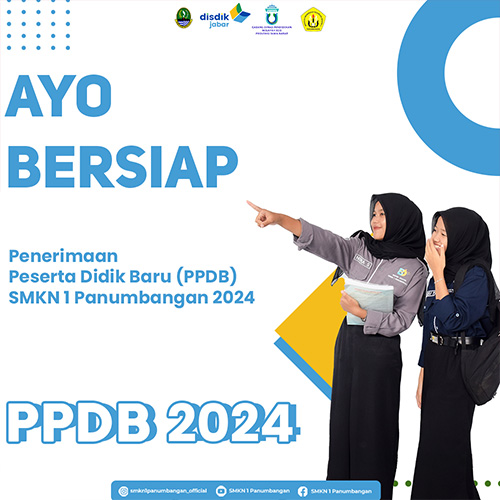 disdik
jabar
AYO
BERSIAP
Penerimaan
Peserta Didik Baru (PPDB)
SMKN 1 Panumbangan 2024
PPDB 2024
smkn1panumbangan_official
SMKN 1 Panumbangan
SMKN 1 Panumbangan